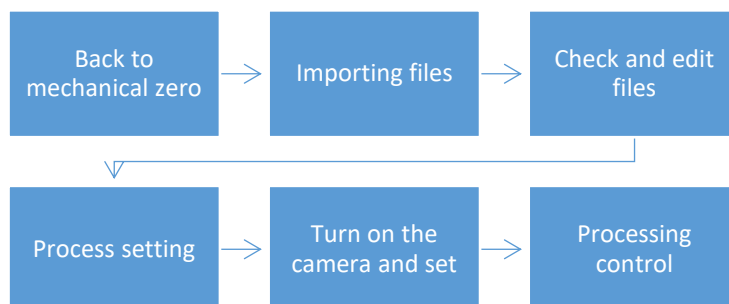 Back to
mechanical zero
Importing files
Check and edit
files
Process setting
Turn on the
camera and set
Processing
control